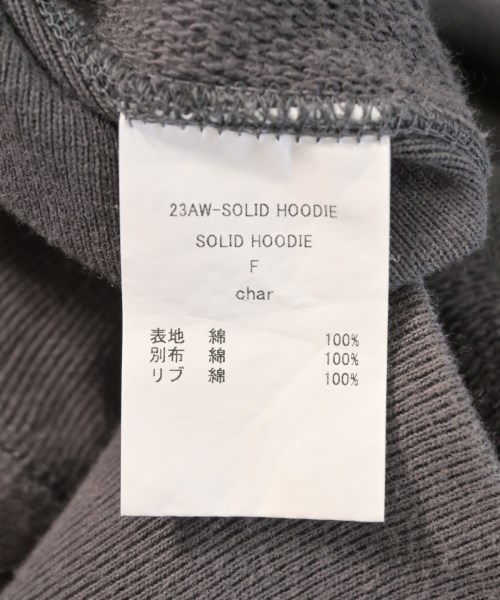 23AW-SOLID HOODIE
SOLID HOODIE
F
char
表地 綿 100%
別布 綿 100%
リブ 綿 100%